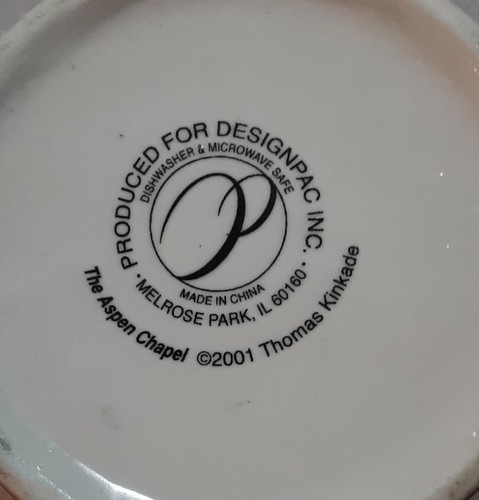 PRODUCED FOR DESIGNPAC INC.
DISHWASHER & MICROWAVE SAFE
P
MADE IN CHINA
• MELROSE PARK, IL 60160 •
The Aspen Chapel ©2001 Thomas Kinkade